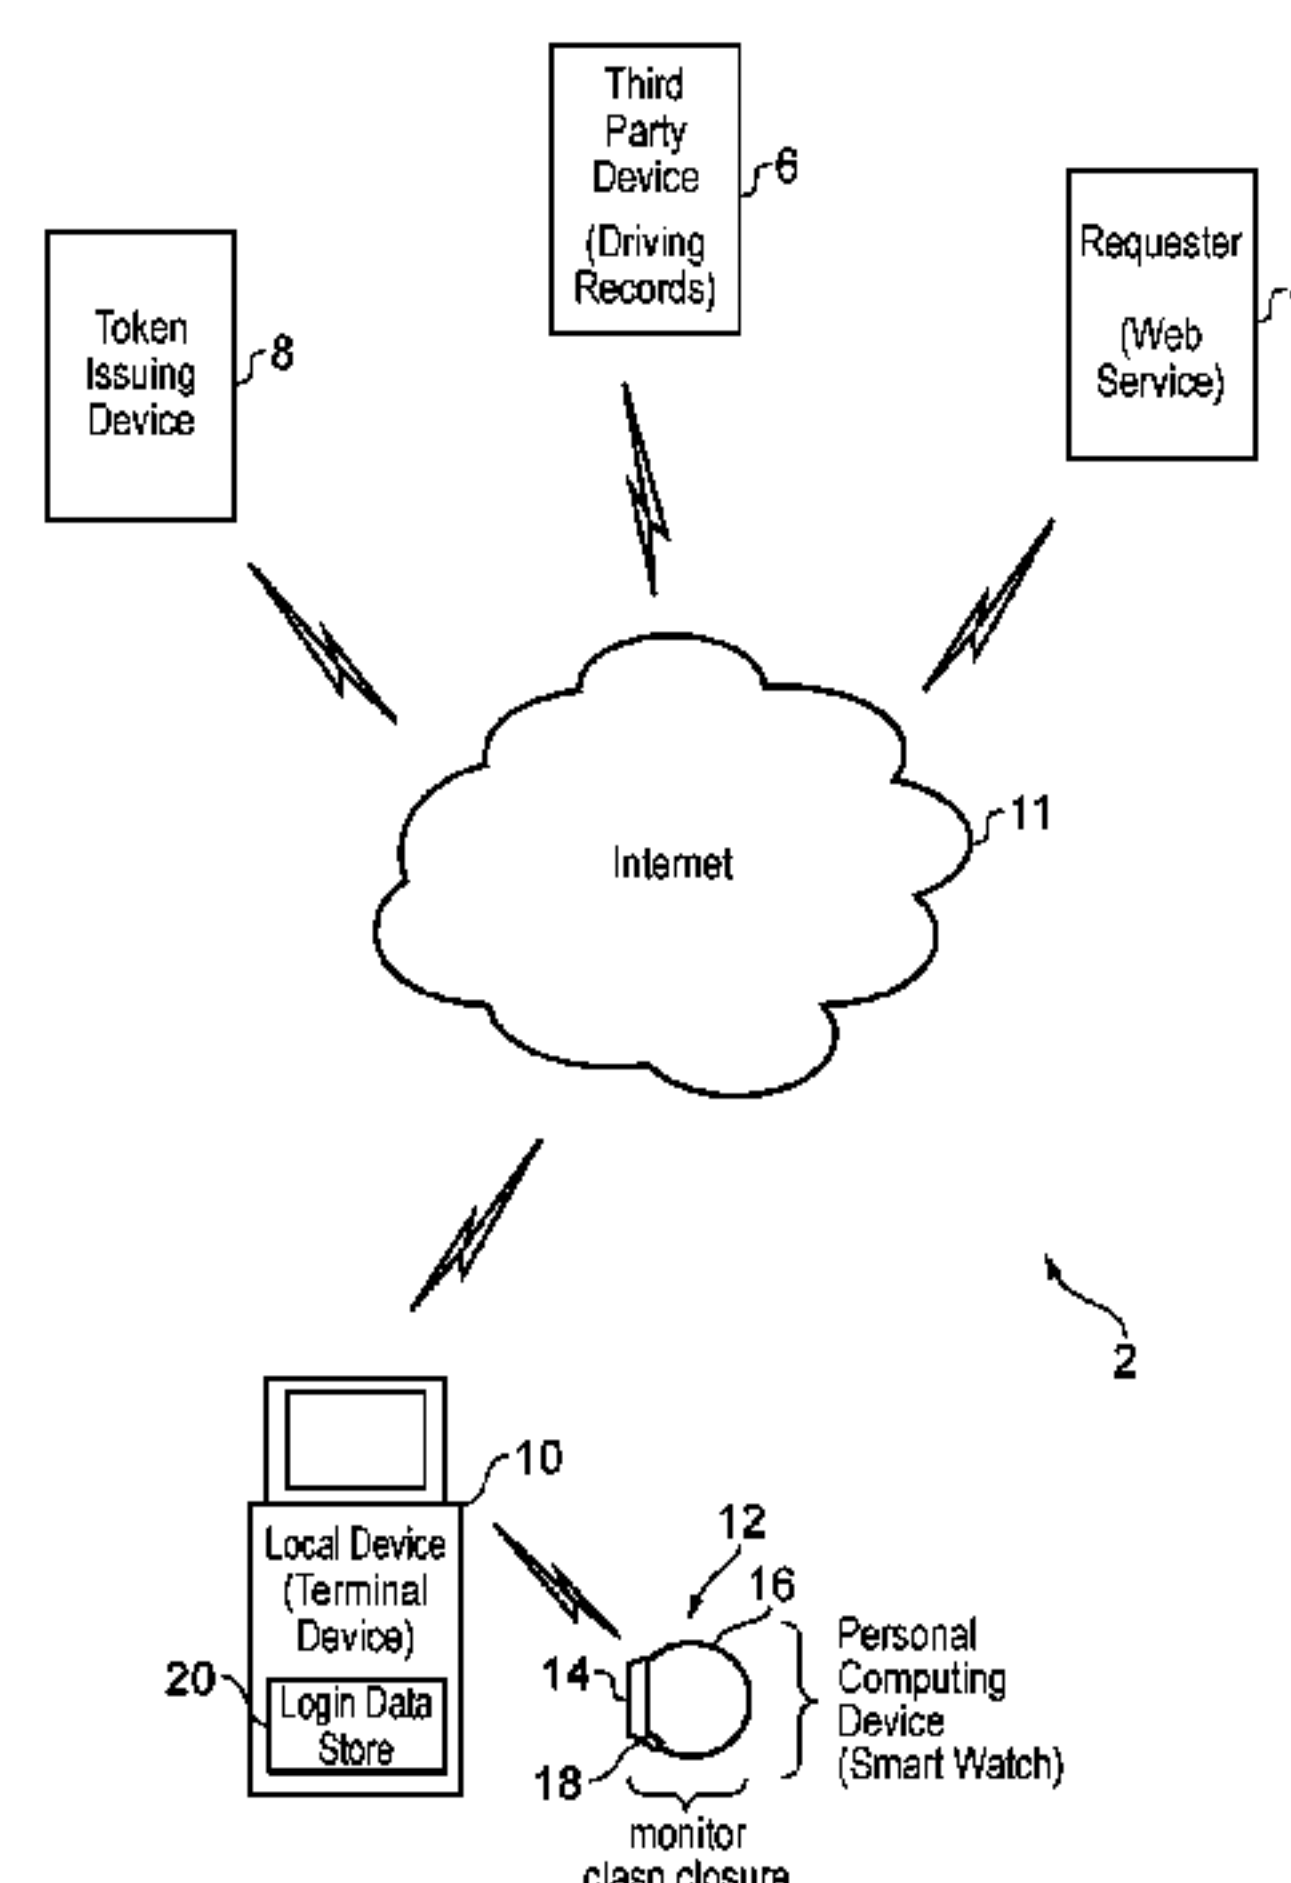 Third
Party
Device
(Driving
Records)
6
Requester
(Web
Service)
Token
Issuing
Device
8
Internet
11
2
10
Local Device
(Terminal
Device)
20
Login Data
Store
12
16
14
18
Personal
Computing
Device
(Smart Watch)
monitor
clasp closure